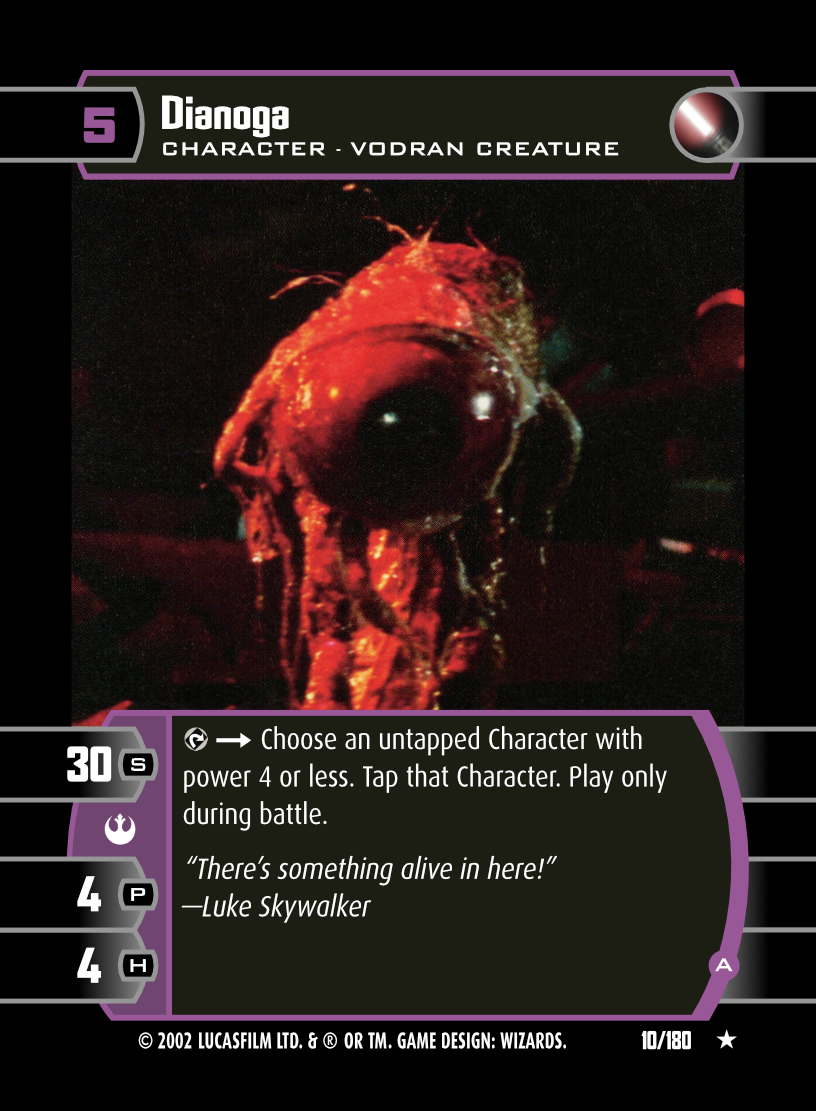 5
Dianoga
CHARACTER - VODRAN CREATURE
30 S
4 P
4 H
Choose an untapped Character with
power 4 or less. Tap that Character. Play only
during battle.
“There’s something alive in here!”
—Luke Skywalker
A
© 2002 LUCASFILM LTD. & ® OR TM. GAME DESIGN: WIZARDS.
10/180